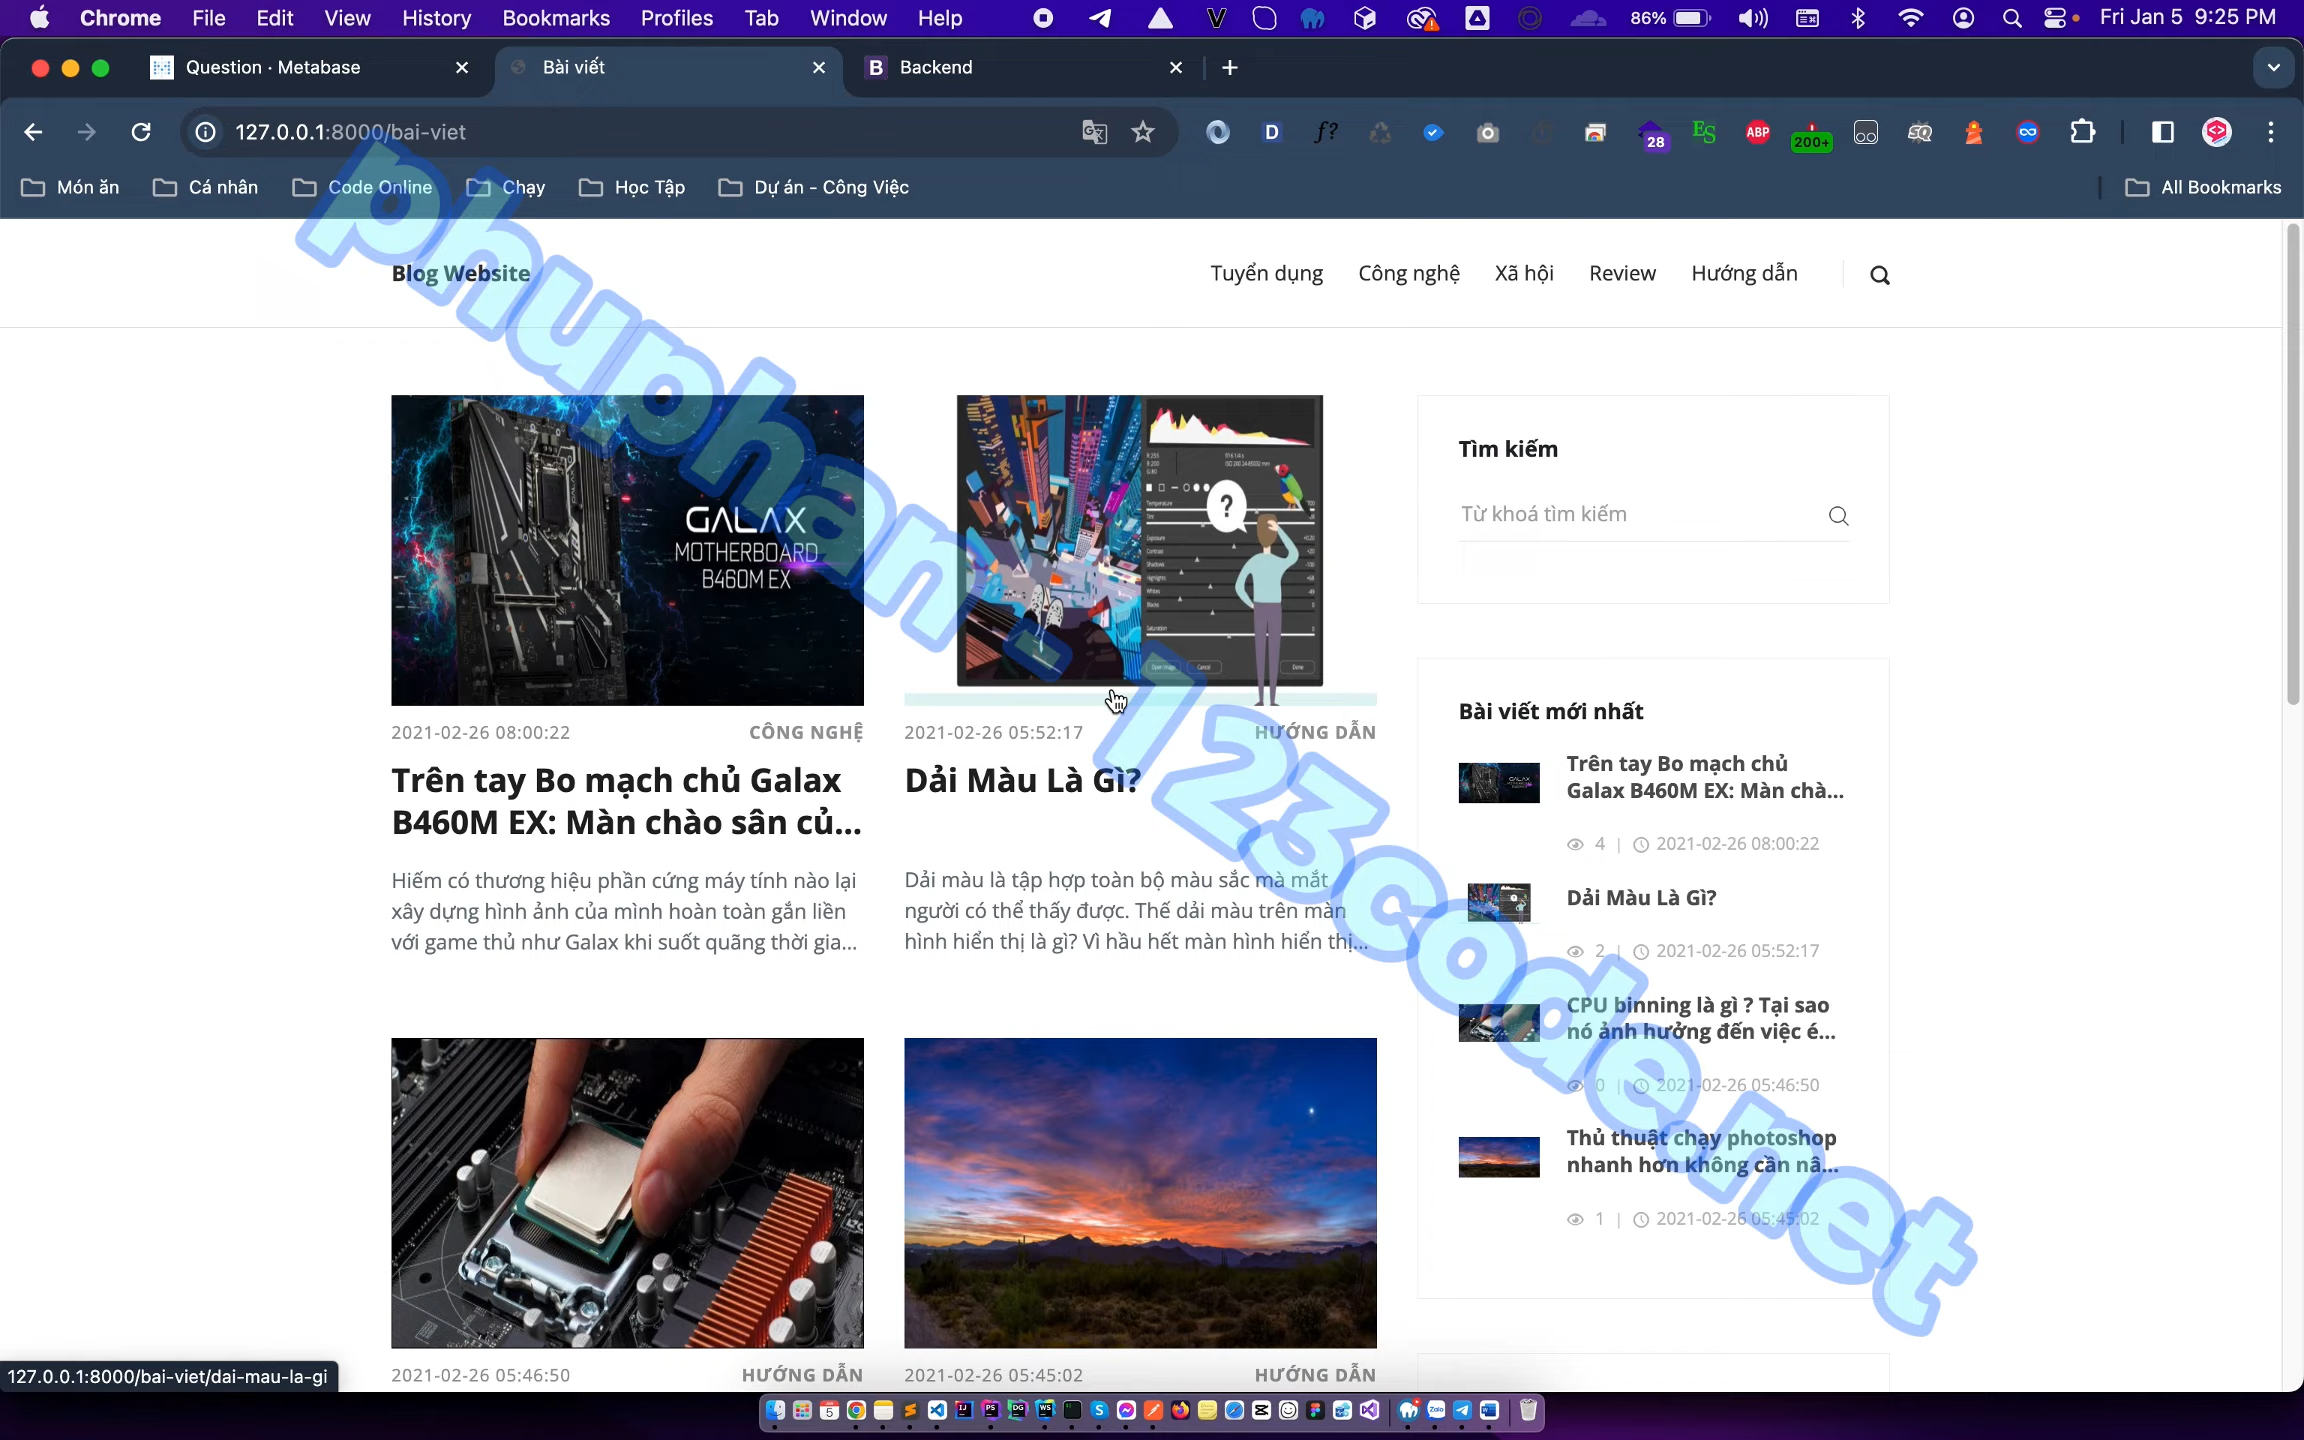 Chrome File Edit View History Bookmarks Profiles Tab Window Help 86% Fri Jan 5 9:25 PM
Question · Metabase Bài viết Backend
127.0.0.1:8000/bai-viet
28 ABP 200+
Món ăn Cá nhân Code Online Chạy Học Tập Dự án - Công Việc All Bookmarks
Blog Website Tuyển dụng Công nghệ Xã hội Review Hướng dẫn
GALAX
MOTHERBOARD
B460M EX
2021-02-26 08:00:22 CÔNG NGHỆ
Trên tay Bo mạch chủ Galax
B460M EX: Màn chào sân củ...
Hiếm có thương hiệu phần cứng máy tính nào lại
xây dựng hình ảnh của mình hoàn toàn gắn liền
với game thủ như Galax khi suốt quãng thời gia...
2021-02-26 05:52:17 HƯỚNG DẪN
Dải Màu Là Gì?
Dải màu là tập hợp toàn bộ màu sắc mà mắt
người có thể thấy được. Thế dải màu trên màn
hình hiển thị là gì? Vì hầu hết màn hình hiển thị...
2021-02-26 05:46:50 HƯỚNG DẪN
2021-02-26 05:45:02 HƯỚNG DẪN
Tìm kiếm
Từ khoá tìm kiếm
Bài viết mới nhất
Trên tay Bo mạch chủ
Galax B460M EX: Màn chà...
4 | 2021-02-26 08:00:22
Dải Màu Là Gì?
2 | 2021-02-26 05:52:17
CPU binning là gì ? Tại sao
nó ảnh hưởng đến việc é...
0 | 2021-02-26 05:46:50
Thủ thuật chạy photoshop
nhanh hơn không cần nâ...
1 | 2021-02-26 05:45:02
phuphan - 123code.net
127.0.0.1:8000/bai-viet/dai-mau-la-gi